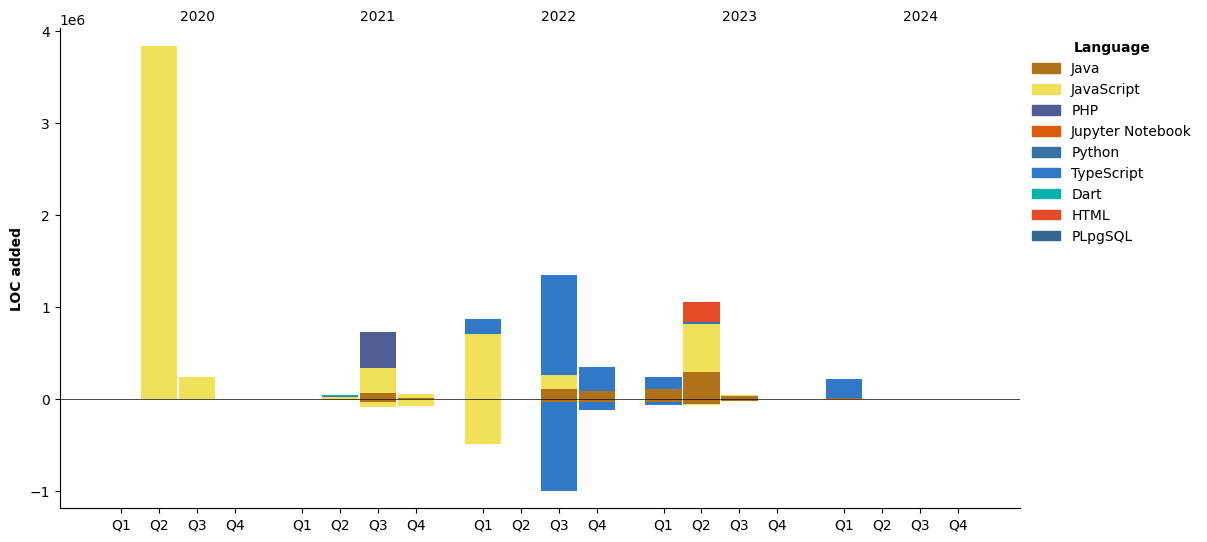 1e6
2020 2021 2022 2023 2024
4
3
2
1
0
−1
LOC added
Q1 Q2 Q3 Q4 Q1 Q2 Q3 Q4 Q1 Q2 Q3 Q4 Q1 Q2 Q3 Q4 Q1 Q2 Q3 Q4
Language
Java
JavaScript
PHP
Jupyter Notebook
Python
TypeScript
Dart
HTML
PLpgSQL